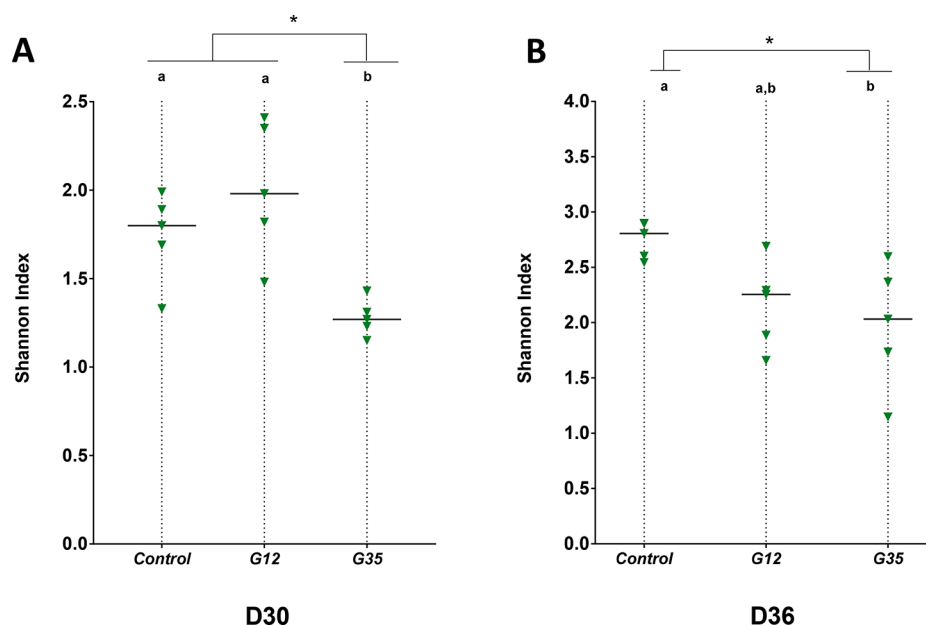 A
*
a a b
Shannon Index
2.5
2.0
1.5
1.0
0.5
0.0
Control G12 G35
D30
B
*
a a,b b
Shannon Index
4.0
3.5
3.0
2.5
2.0
1.5
1.0
0.5
0.0
Control G12 G35
D36